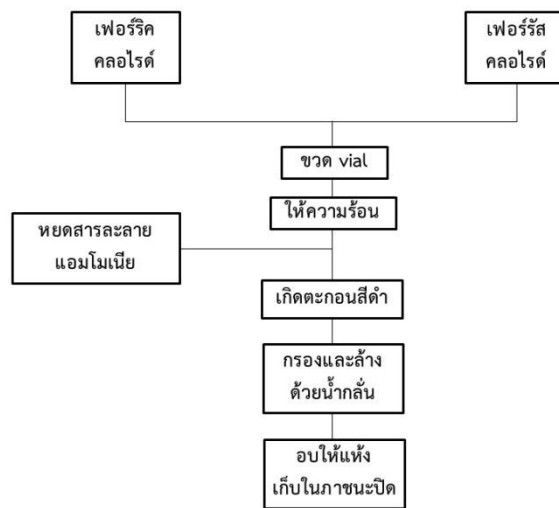 เฟอร์ริค
คลอไรด์
เฟอร์รัส
คลอไรด์
ขวด vial
ให้ความร้อน
หยดสารละลาย
แอมโมเนีย
เกิดตะกอนสีดำ
กรองและล้าง
ด้วยน้ำกลั่น
อบให้แห้ง
เก็บในภาชนะปิด